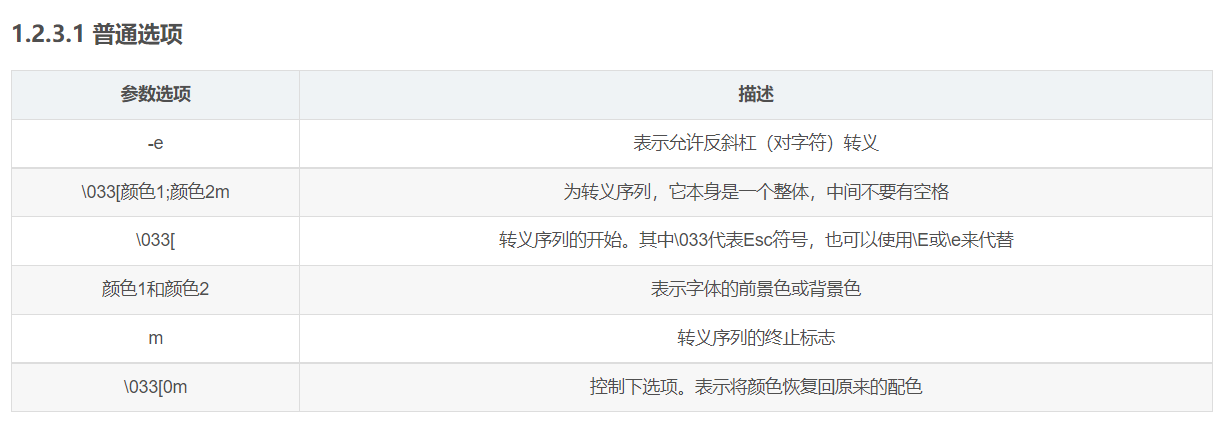 1.2.3.1 普通选项
参数选项 描述
-e 表示允许反斜杠（对字符）转义
\033[颜色1;颜色2m 为转义序列，它本身是一个整体，中间不要有空格
\033[ 转义序列的开始。其中\033代表Esc符号，也可以使用\E或\e来代替
颜色1和颜色2 表示字体的前景色或背景色
m 转义序列的终止标志
\033[0m 控制下选项。表示将颜色恢复回原来的配色